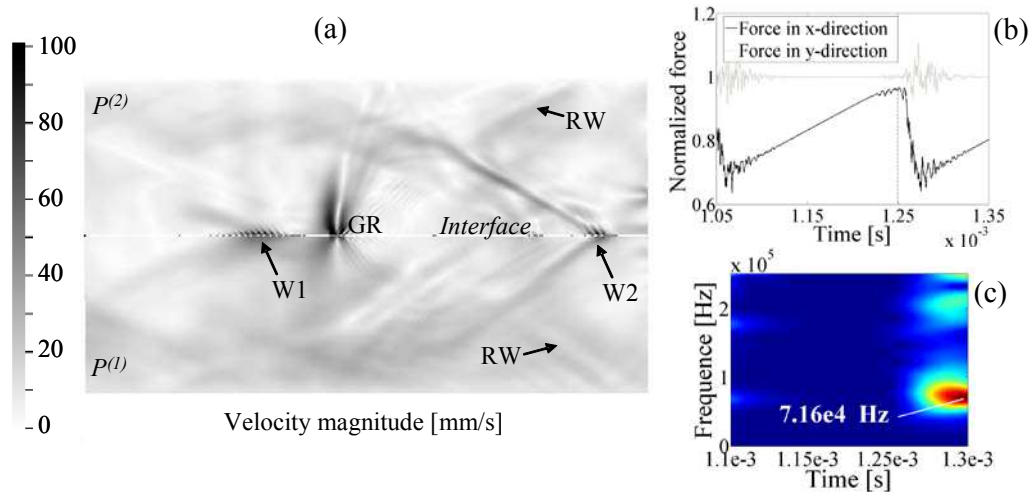 (a)
100
80
60
40
20
0
P(2)
RW
GR
Interface
W1
W2
RW
P(1)
Velocity magnitude [mm/s]
(b)
Force in x-direction
Force in y-direction
Normalized force
1.2
1
0.8
0.6
1.05 1.15 1.25 1.35
Time [s] x 10-3
(c)
x 10^5
Frequence [Hz]
2
1
0
7.16e4 Hz
1.1e-3 1.15e-3 1.25e-3 1.3e-3
Time [s]